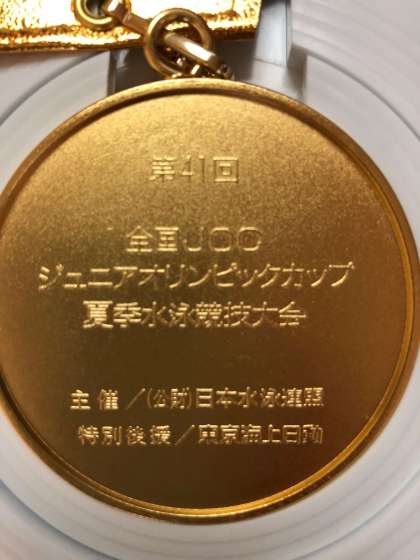 第41回
全国JOC
ジュニアオリンピックカップ
夏季水泳競技大会
主催/(公財)日本水泳連盟
特別後援/東京海上日動